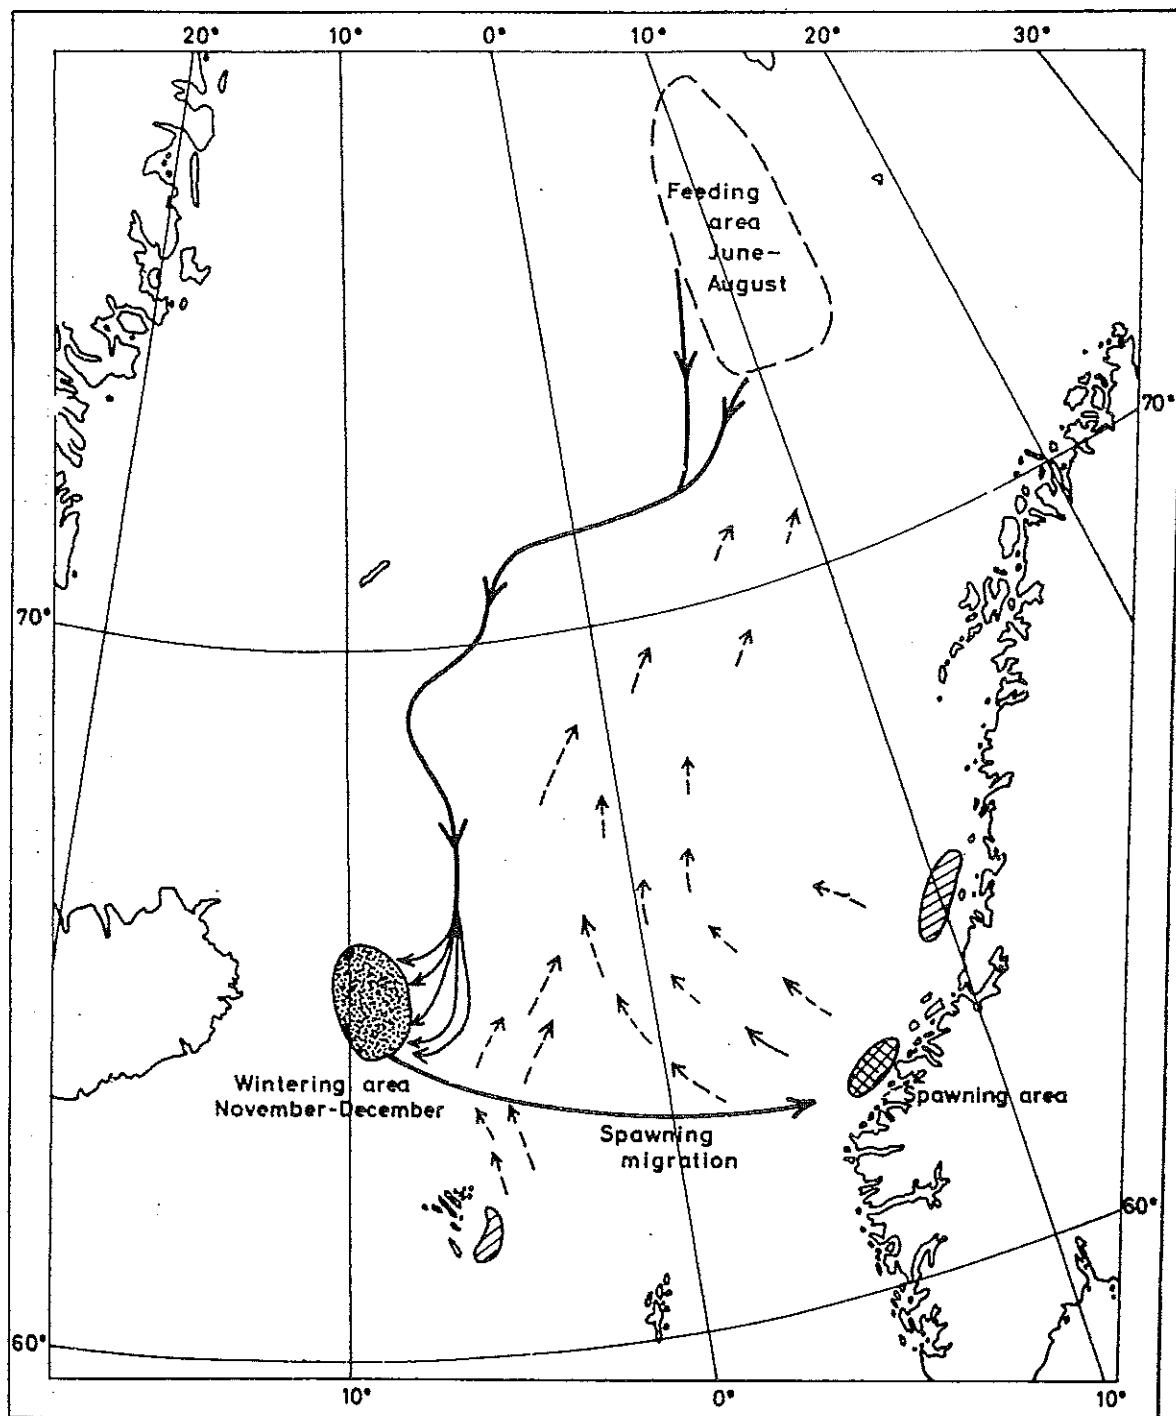 20° 10° 0° 10° 20° 30°
Feeding
area
June-
August
70°
70°
Wintering area
November-December
Spawning area
Spawning
migration
60°
60°
10° 0° 10°